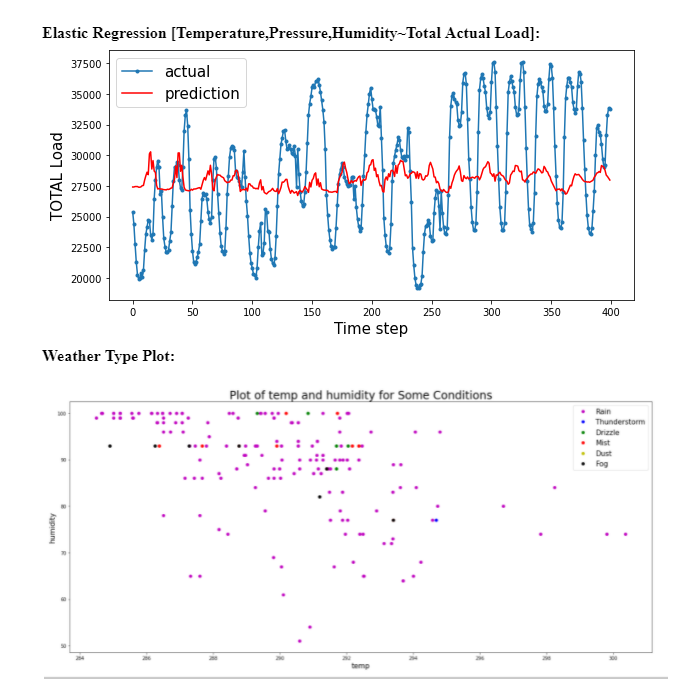 Elastic Regression [Temperature,Pressure,Humidity~Total Actual Load]:
37500
35000
32500
30000
27500
25000
22500
20000
TOTAL Load
actual
prediction
0 50 100 150 200 250 300 350 400
Time step
Weather Type Plot:
Plot of temp and humidity for Some Conditions
100
90
80
70
60
50
humidity
Rain
Thunderstorm
Drizzle
Mist
Dust
Fog
284 286 288 290 292 294 296 298 300
temp